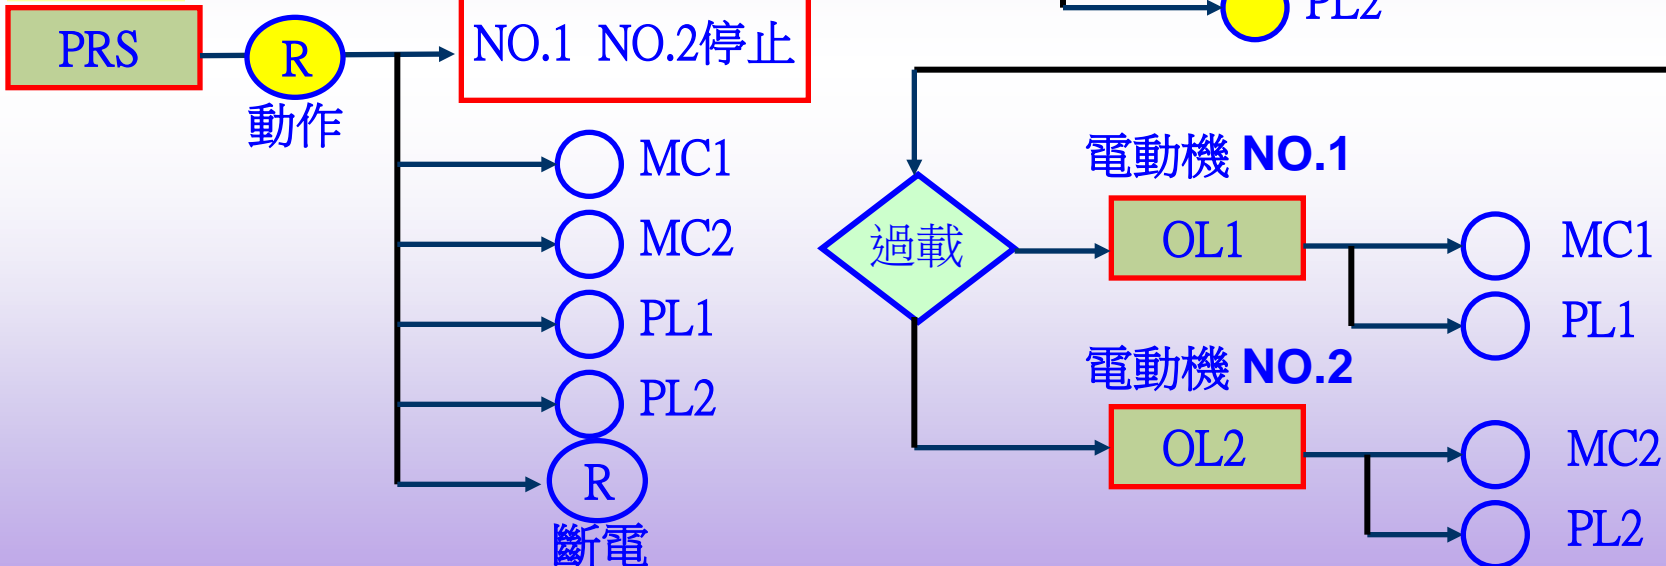 PRS
R
動作
NO.1 NO.2停止
MC1
MC2
PL1
PL2
R
斷電
PL2
過載
電動機 NO.1
OL1
MC1
PL1
電動機 NO.2
OL2
MC2
PL2